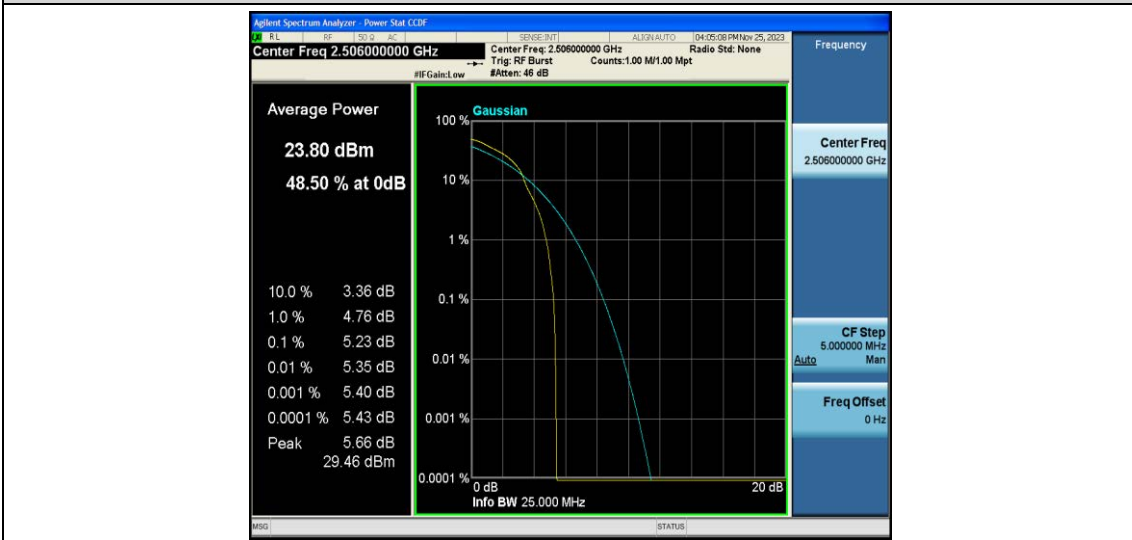 Agilent Spectrum Analyzer - Power Stat CCDF
LXI RL RF 50 Ω AC SENSE:INT ALIGN AUTO 04:05:08 PM Nov 25, 2023
Center Freq 2.506000000 GHz
Center Freq: 2.506000000 GHz Radio Std: None
Trig: RF Burst Counts:1.00 M/1.00 Mpt
#IFGain:Low #Atten: 46 dB
Frequency
Average Power
23.80 dBm
48.50 % at 0dB
10.0 % 3.36 dB
1.0 % 4.76 dB
0.1 % 5.23 dB
0.01 % 5.35 dB
0.001 % 5.40 dB
0.0001 % 5.43 dB
Peak 5.66 dB
29.46 dBm
Gaussian
100 %
10 %
1 %
0.1 %
0.01 %
0.001 %
0.0001 %
0 dB 20 dB
Info BW 25.000 MHz
Center Freq
2.506000000 GHz
CF Step
5.000000 MHz
Auto Man
Freq Offset
0 Hz
MSG STATUS